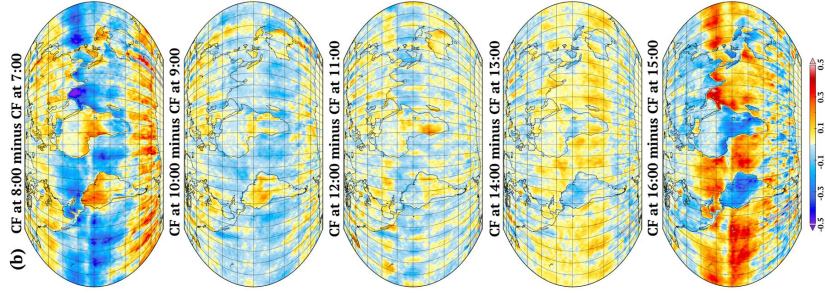 (b)
CF at 8:00 minus CF at 7:00
CF at 10:00 minus CF at 9:00
CF at 12:00 minus CF at 11:00
CF at 14:00 minus CF at 13:00
CF at 16:00 minus CF at 15:00
-0.5 -0.3 -0.1 0.1 0.3 0.5